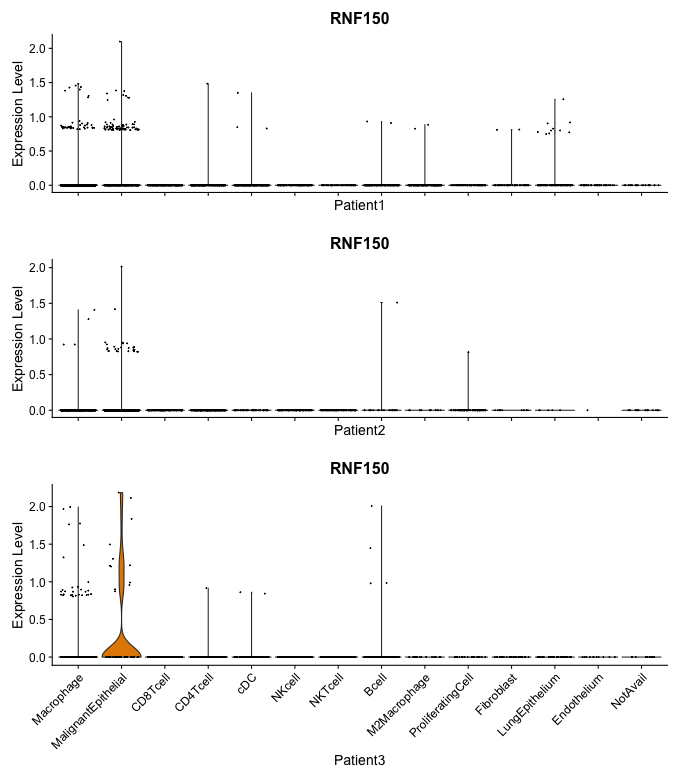 RNF150
Expression Level
2.0
1.5
1.0
0.5
0.0
Patient1
RNF150
Expression Level
2.0
1.5
1.0
0.5
0.0
Patient2
RNF150
Expression Level
2.0
1.5
1.0
0.5
0.0
Macrophage
MalignantEpithelial
CD8Tcell
CD4Tcell
cDC
NKcell
NKTcell
Bcell
M2Macrophage
ProliferatingCell
Fibroblast
LungEpithelium
Endothelium
NotAvail
Patient3